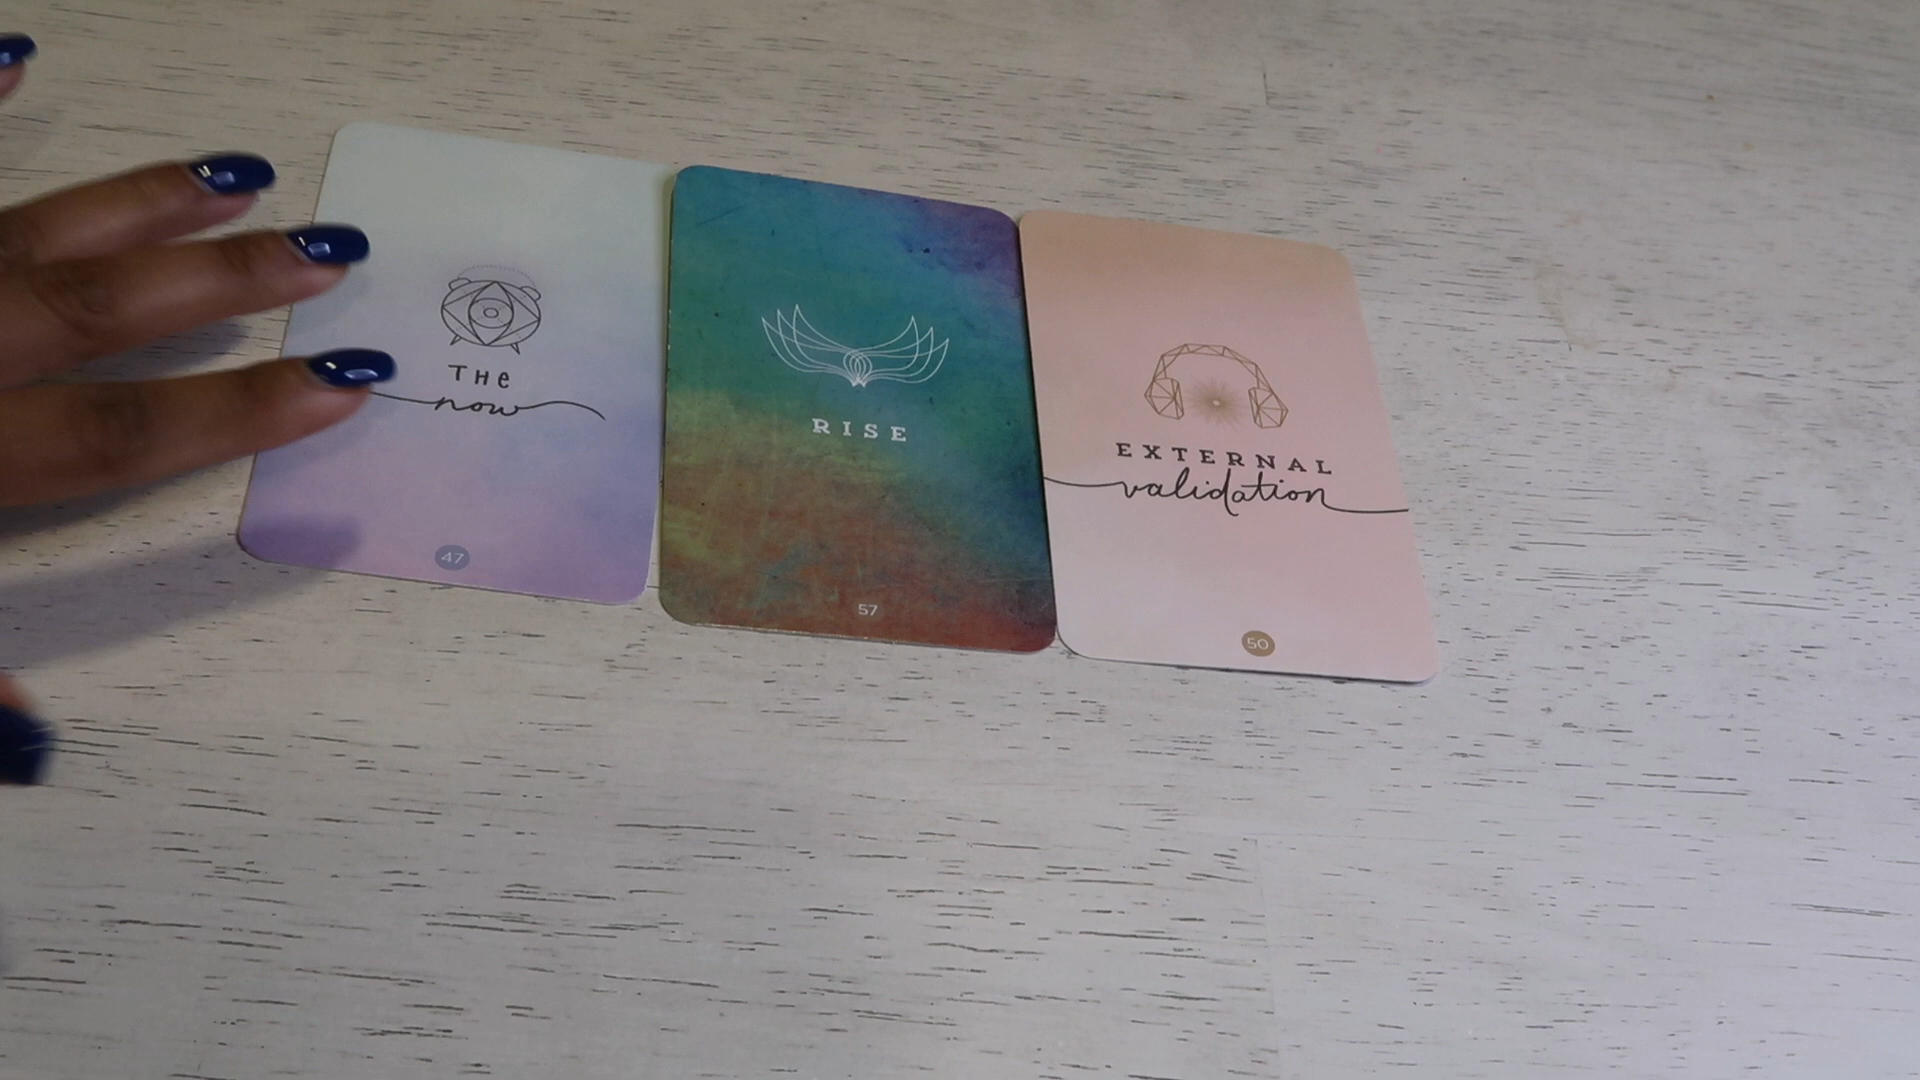 THE
now
47
RISE
57
EXTERNAL
validation
50